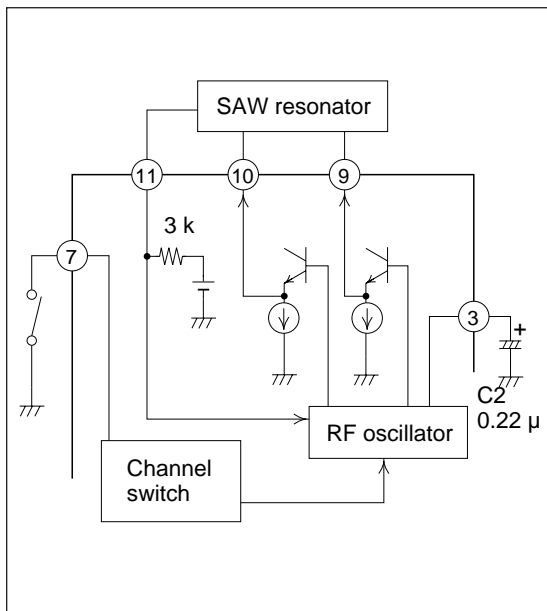 SAW resonator
11
10
9
3 k
7
3
+
C2
0.22 μ
RF oscillator
Channel
switch